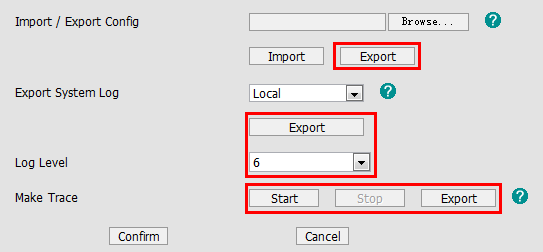 Import / Export Config Browse... ?
Import Export
Export System Log Local ?
Export
Log Level 6
Make Trace Start Stop Export ?
Confirm Cancel